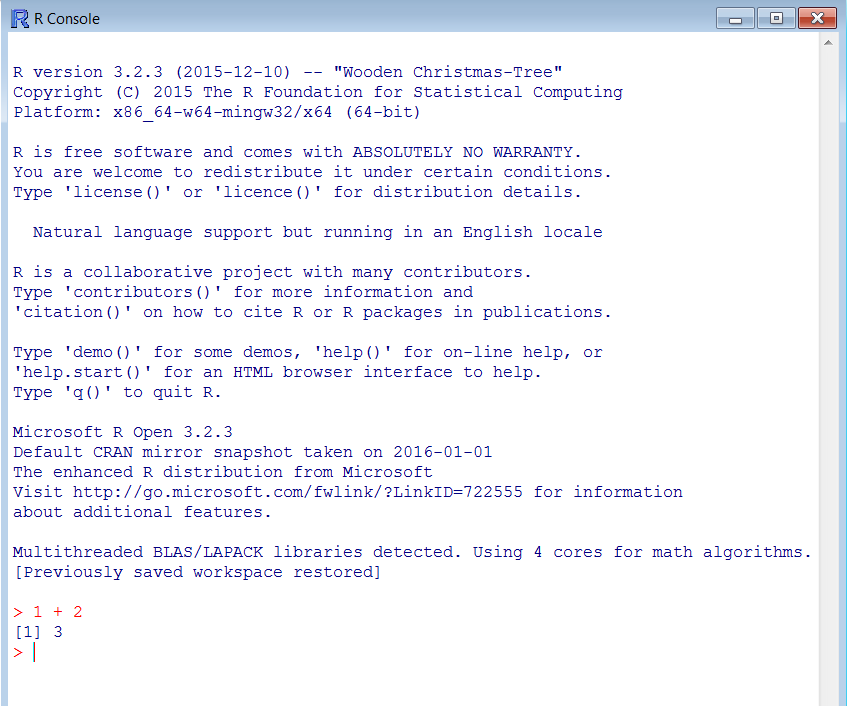 R Console
R version 3.2.3 (2015-12-10) -- "Wooden Christmas-Tree"
Copyright (C) 2015 The R Foundation for Statistical Computing
Platform: x86_64-w64-mingw32/x64 (64-bit)
R is free software and comes with ABSOLUTELY NO WARRANTY.
You are welcome to redistribute it under certain conditions.
Type 'license()' or 'licence()' for distribution details.
Natural language support but running in an English locale
R is a collaborative project with many contributors.
Type 'contributors()' for more information and
'citation()' on how to cite R or R packages in publications.
Type 'demo()' for some demos, 'help()' for on-line help, or
'help.start()' for an HTML browser interface to help.
Type 'q()' to quit R.
Microsoft R Open 3.2.3
Default CRAN mirror snapshot taken on 2016-01-01
The enhanced R distribution from Microsoft
Visit http://go.microsoft.com/fwlink/?LinkID=722555 for information
about additional features.
Multithreaded BLAS/LAPACK libraries detected. Using 4 cores for math algorithms.
[Previously saved workspace restored]
> 1 + 2
[1] 3
>